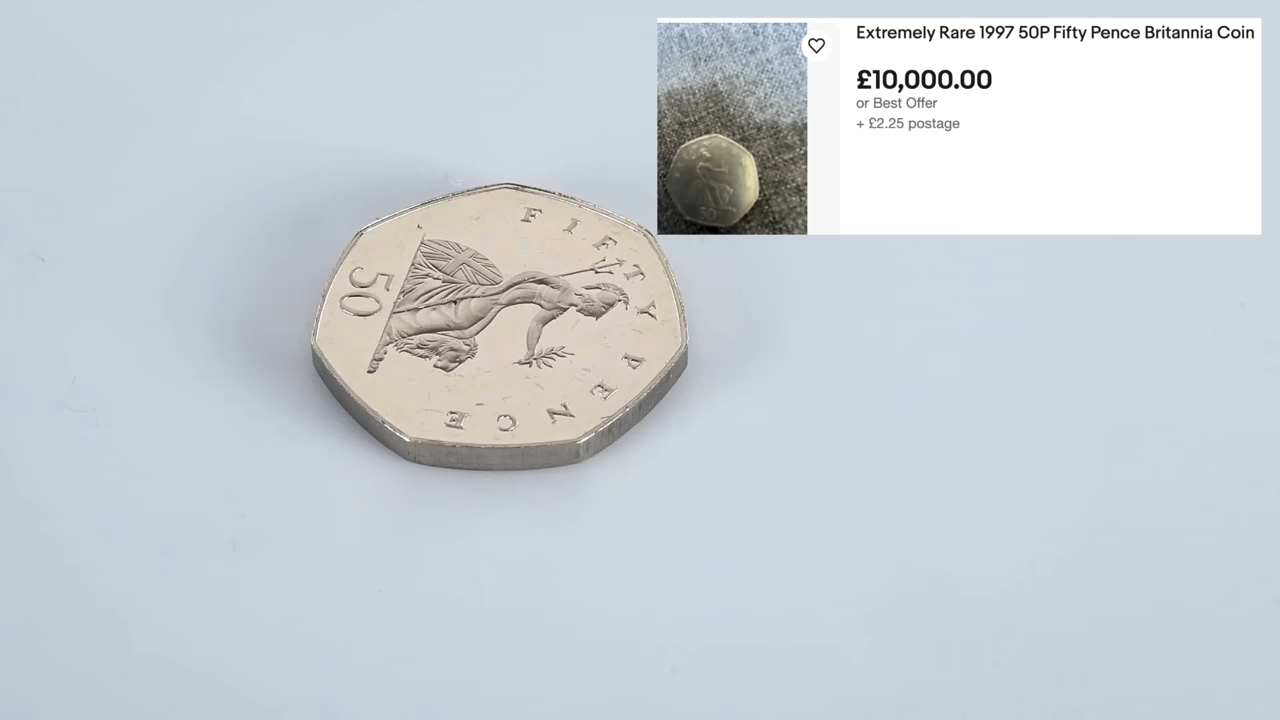 Extremely Rare 1997 50P Fifty Pence Britannia Coin
£10,000.00
or Best Offer
+ £2.25 postage
FIFTY PENCE
50